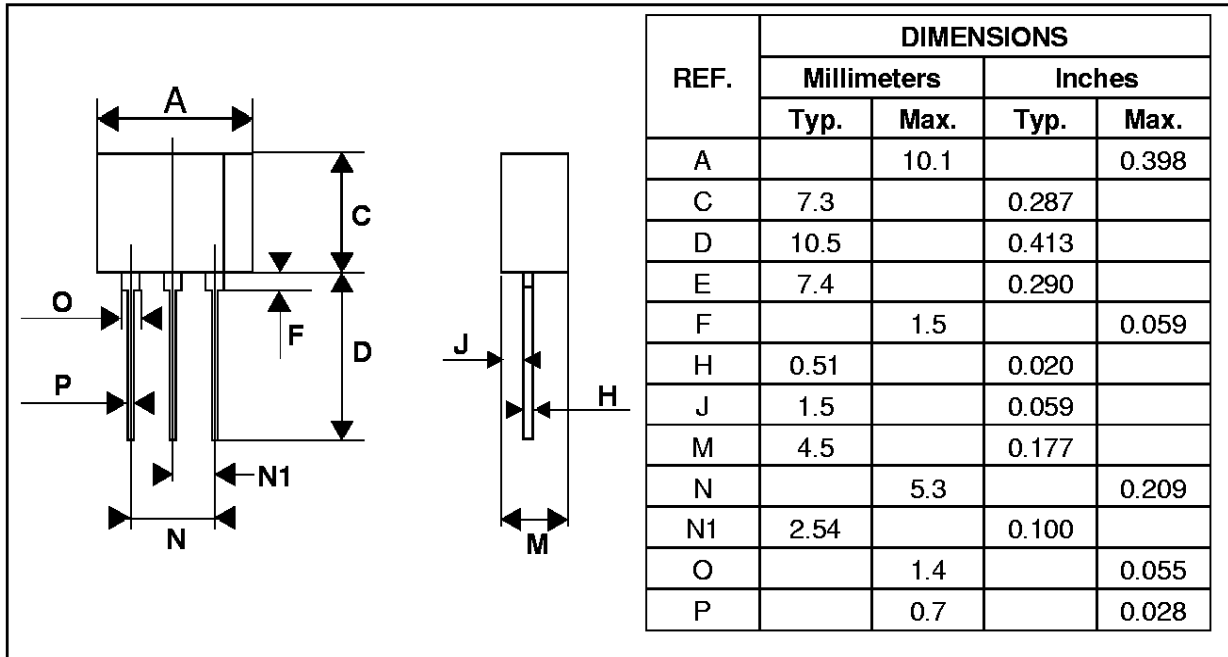 A
C
O
F
D
P
N1
N
J
H
M
REF. DIMENSIONS
Millimeters Inches
Typ. Max. Typ. Max.
A 10.1 0.398
C 7.3 0.287
D 10.5 0.413
E 7.4 0.290
F 1.5 0.059
H 0.51 0.020
J 1.5 0.059
M 4.5 0.177
N 5.3 0.209
N1 2.54 0.100
O 1.4 0.055
P 0.7 0.028